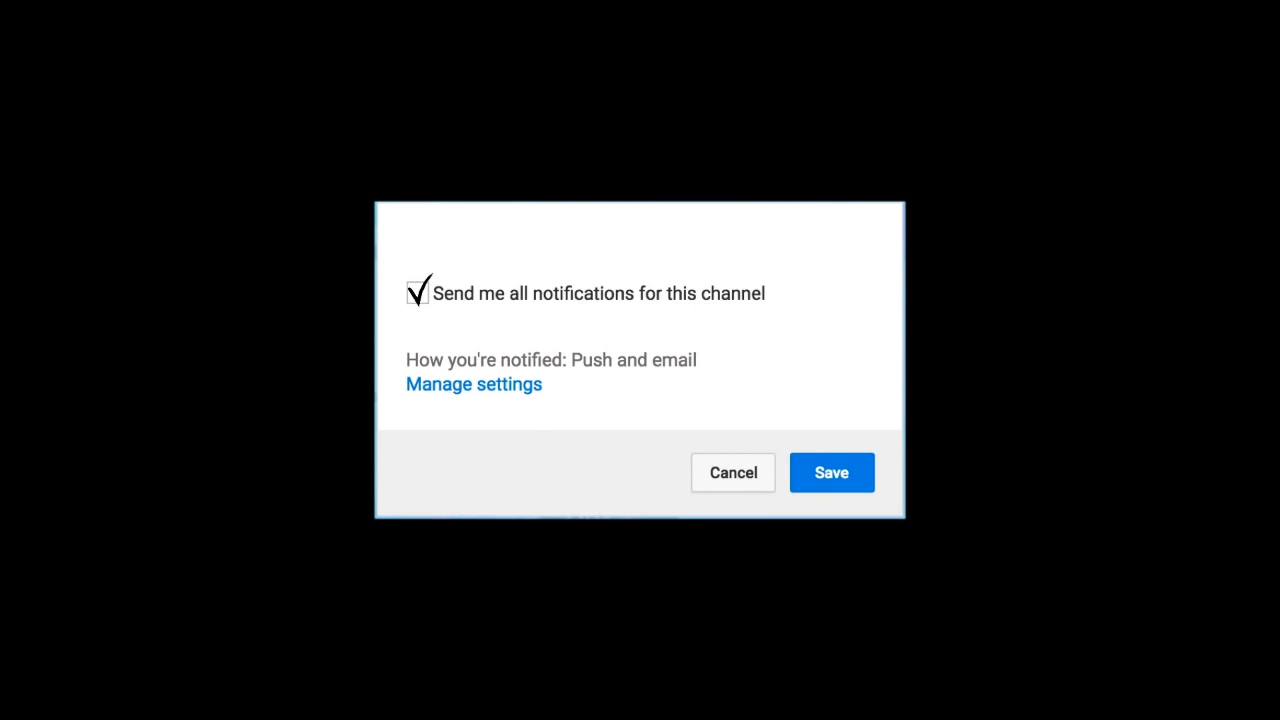 Send me all notifications for this channel
How you're notified: Push and email
Manage settings
Cancel
Save